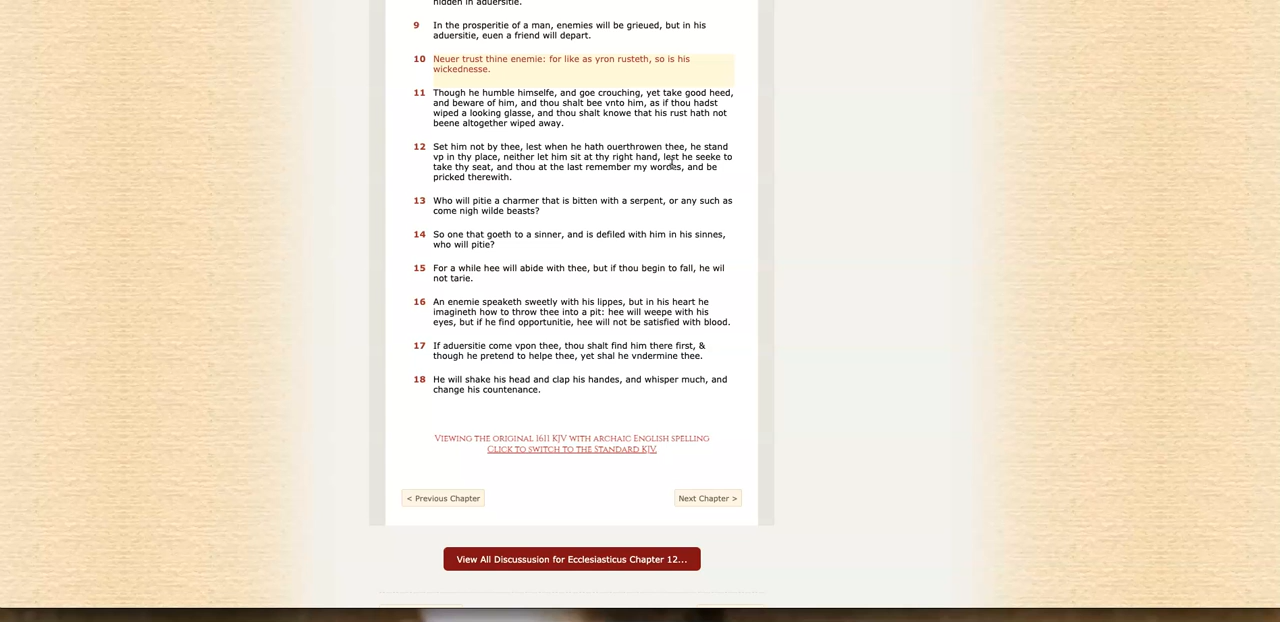 hidden in aduersitie.
9 In the prosperitie of a man, enemies will be grieued, but in his
aduersitie, euen a friend will depart.
10 Neuer trust thine enemie: for like as yron rusteth, so is his
wickednesse.
11 Though he humble himselfe, and goe crouching, yet take good heed,
and beware of him, and thou shalt bee vnto him, as if thou hadst
wiped a looking glasse, and thou shalt knowe that his rust hath not
beene altogether wiped away.
12 Set him not by thee, lest when he hath ouerthrowen thee, he stand
vp in thy place, neither let him sit at thy right hand, lest he seeke to
take thy seat, and thou at the last remember my wordes, and be
pricked therewith.
13 Who will pitie a charmer that is bitten with a serpent, or any such as
come nigh wilde beasts?
14 So one that goeth to a sinner, and is defiled with him in his sinnes,
who will pitie?
15 For a while hee will abide with thee, but if thou begin to fall, he wil
not tarie.
16 An enemie speaketh sweetly with his lippes, but in his heart he
imagineth how to throw thee into a pit: hee will weepe with his
eyes, but if he find opportunitie, hee will not be satisfied with blood.
17 If aduersitie come vpon thee, thou shalt find him there first, &
though he pretend to helpe thee, yet shal he vndermine thee.
18 He will shake his head and clap his handes, and whisper much, and
change his countenance.
Viewing the original 1611 KJV with archaic English spelling
Click to switch to the Standard KJV.
< Previous Chapter
Next Chapter >
View All Discussusion for Ecclesiasticus Chapter 12...